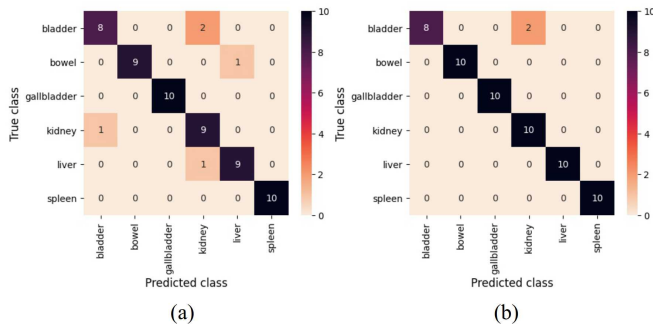 True class
bladder 8 0 0 2 0 0
bowel 0 9 0 0 1 0
gallbladder 0 0 10 0 0 0
kidney 1 0 0 9 0 0
liver 0 0 0 1 9 0
spleen 0 0 0 0 0 10
bladder bowel gallbladder kidney liver spleen
Predicted class
10
8
6
4
2
0
(a)
True class
bladder 8 0 0 2 0 0
bowel 0 10 0 0 0 0
gallbladder 0 0 10 0 0 0
kidney 0 0 0 10 0 0
liver 0 0 0 0 10 0
spleen 0 0 0 0 0 10
bladder bowel gallbladder kidney liver spleen
Predicted class
10
8
6
4
2
0
(b)